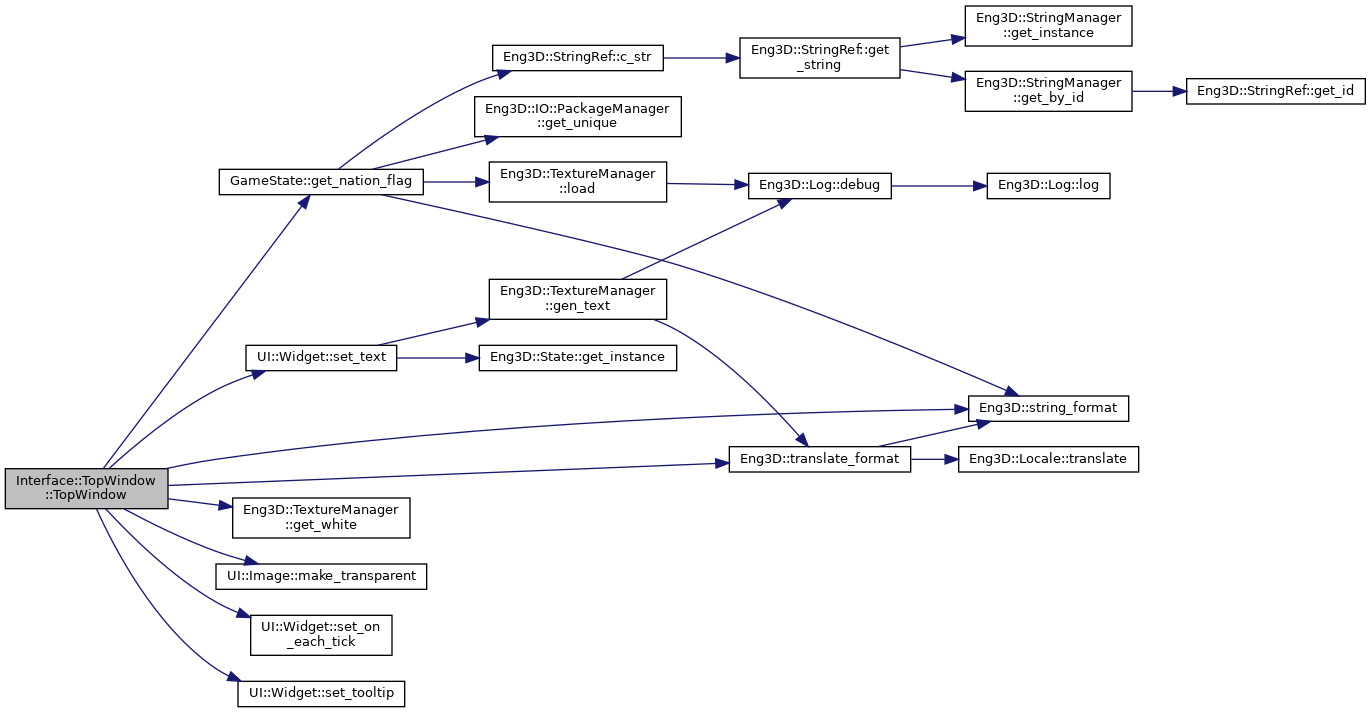 Eng3D::StringManager
::get_instance
Eng3D::StringRef::c_str
Eng3D::StringRef::get
_string
Eng3D::StringManager
::get_by_id
Eng3D::StringRef::get_id
Eng3D::IO::PackageManager
::get_unique
GameState::get_nation_flag
Eng3D::TextureManager
::load
Eng3D::Log::debug
Eng3D::Log::log
Eng3D::TextureManager
::gen_text
UI::Widget::set_text
Eng3D::State::get_instance
Eng3D::string_format
Eng3D::translate_format
Eng3D::Locale::translate
Interface::TopWindow
::TopWindow
Eng3D::TextureManager
::get_white
UI::Image::make_transparent
UI::Widget::set_on
_each_tick
UI::Widget::set_tooltip